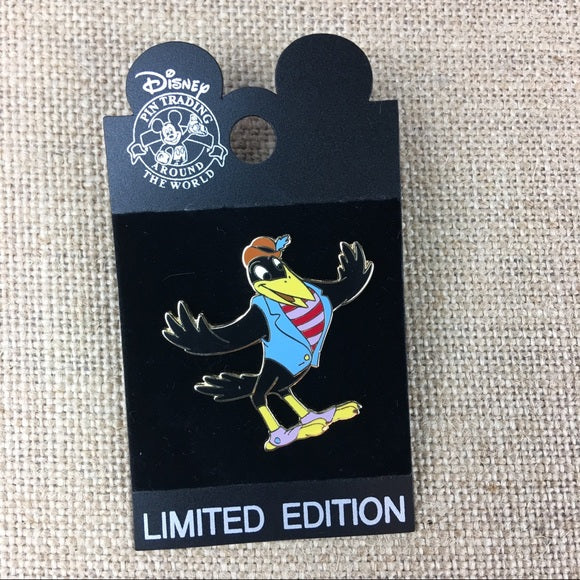 Disney
PIN TRADING
AROUND
THE WORLD
LIMITED EDITION